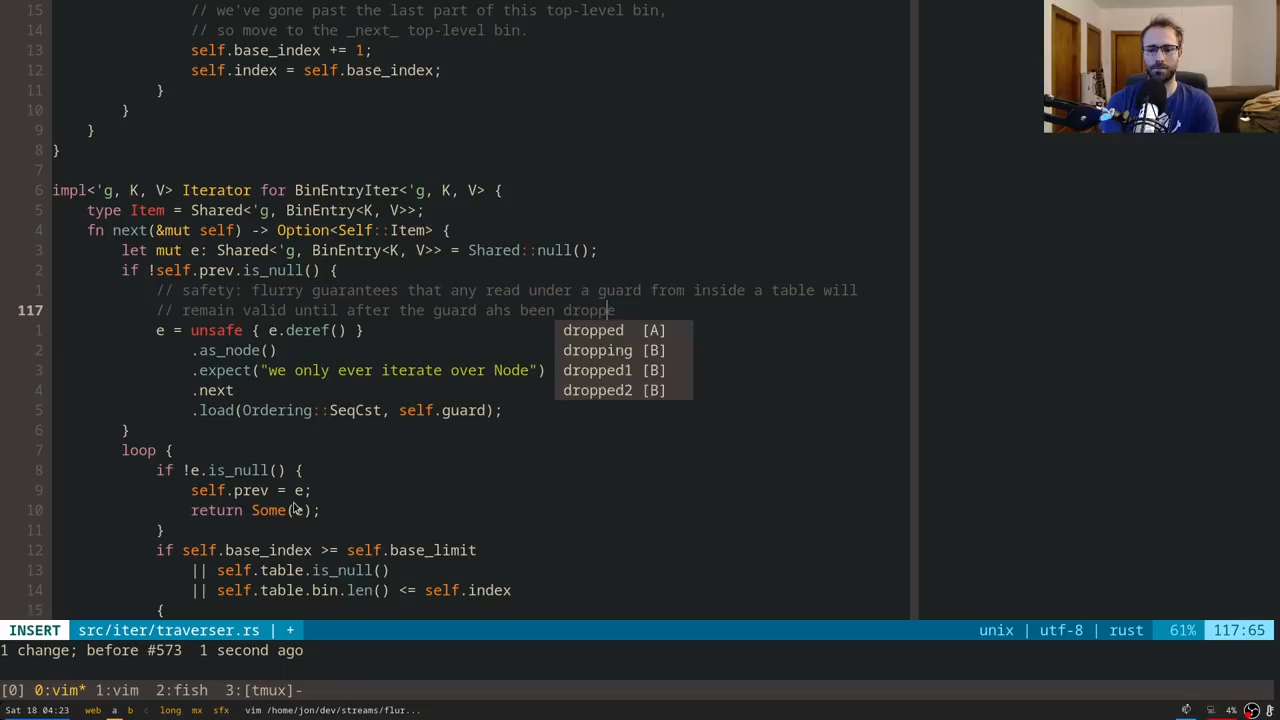 15                // we've gone past the last part of this top-level bin,
14                // so move to the _next_ top-level bin.
13                self.base_index += 1;
12                self.index = self.base_index;
11            }
10        }
9    }
8 }
7
6 impl<'g, K, V> Iterator for BinEntryIter<'g, K, V> {
5    type Item = Shared<'g, BinEntry<K, V>>;
4    fn next(&mut self) -> Option<Self::Item> {
3        let mut e: Shared<'g, BinEntry<K, V>> = Shared::null();
2        if !self.prev.is_null() {
1            // safety: flurry guarantees that any read under a guard from inside a table will
117            // remain valid until after the guard ahs been droppe
1            e = unsafe { e.deref() } dropped [A]
2                .as_node() dropping [B]
3                .expect("we only ever iterate over Node") dropped1 [B]
4                .next dropped2 [B]
5                .load(Ordering::SeqCst, self.guard);
6        }
7        loop {
8            if !e.is_null() {
9                self.prev = e;
10                return Some(e);
11            }
12            if self.base_index >= self.base_limit
13                || self.table.is_null()
14                || self.table.bin.len() <= self.index
15            {
INSERT src/iter/traverser.rs | + unix | utf-8 | rust 61% 117:65
1 change; before #573  1 second ago
[0] 0:vim* 1:vim  2:fish  3:[tmux]-
Sat 18 04:23 web a b c long mx sfx vim /home/jon/dev/streams/flur... 4%